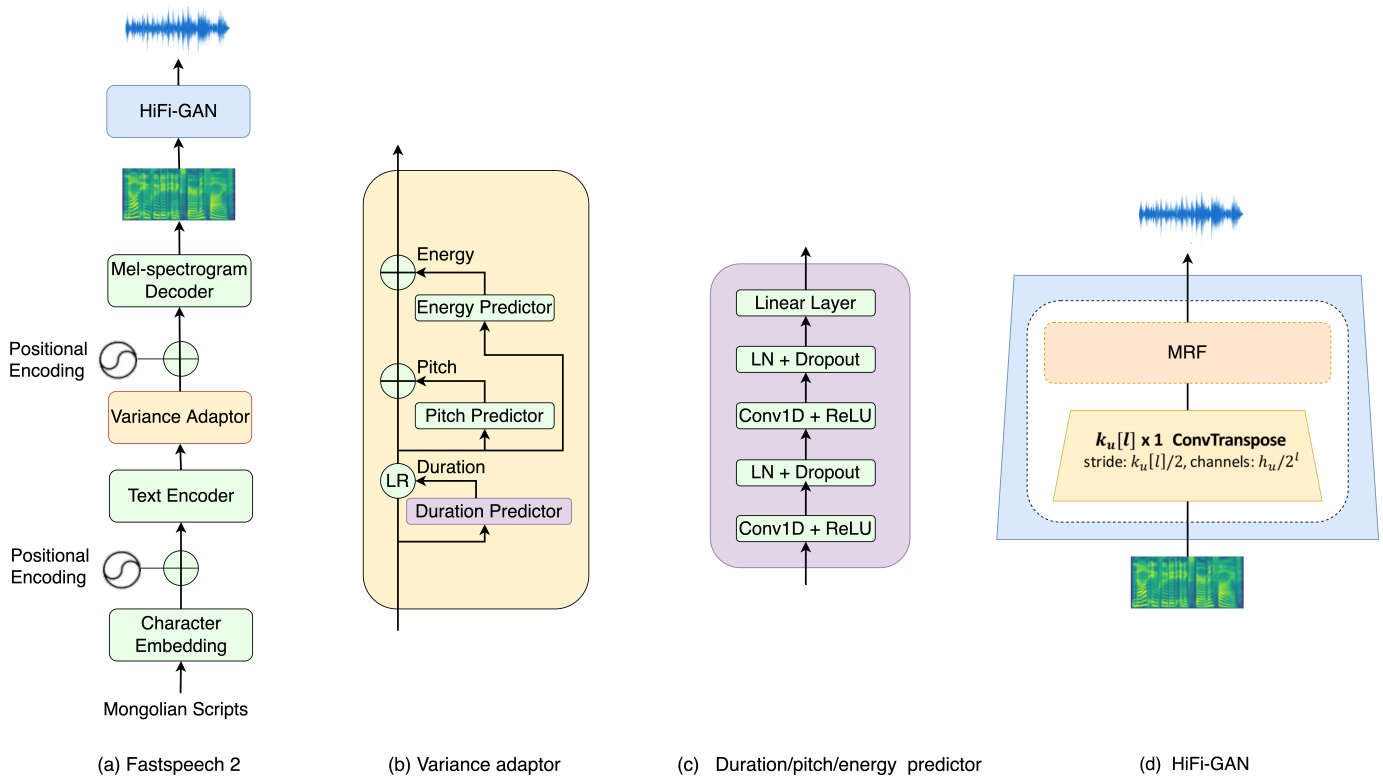 HiFi-GAN
Mel-spectrogram
Decoder
Positional
Encoding
Variance Adaptor
Text Encoder
Positional
Encoding
Character
Embedding
Mongolian Scripts
(a) Fastspeech 2
Energy
Energy Predictor
Pitch
Pitch Predictor
Duration
LR
Duration Predictor
(b) Variance adaptor
Linear Layer
LN + Dropout
Conv1D + ReLU
LN + Dropout
Conv1D + ReLU
(c) Duration/pitch/energy predictor
MRF
k_u[l] x 1 ConvTranspose
stride: k_u[l]/2, channels: h_u/2^l
(d) HiFi-GAN